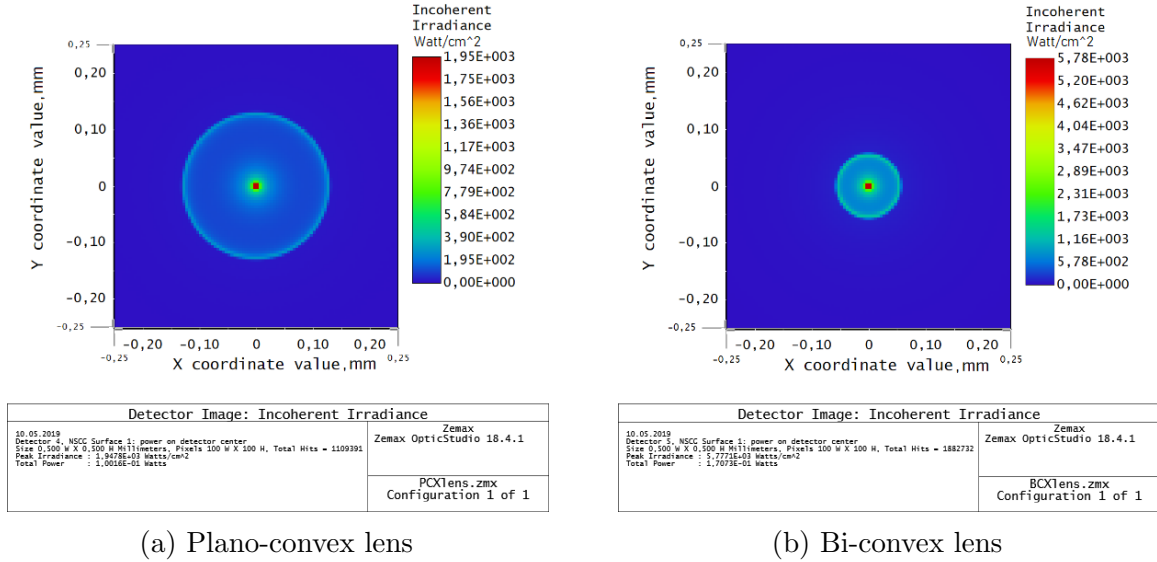 Incoherent
Irradiance
Watt/cm^2
1,95E+003
1,75E+003
1,56E+003
1,36E+003
1,17E+003
9,74E+002
7,79E+002
5,84E+002
3,90E+002
1,95E+002
0,00E+000
Y coordinate value,mm
0,25
0,20
0,10
0
-0,10
-0,20
-0,25
-0,20 -0,10 0 0,10 0,20
-0,25 0,25
X coordinate value,mm
Detector Image: Incoherent Irradiance
10.05.2019
Detector 4, NSCG Surface 1: power on detector center
Size 0,500 W X 0,500 H Millimeters, Pixels 100 W X 100 H, Total Hits = 1109391
Peak Irradiance : 1,9478E+03 Watts/cm^2
Total Power : 1,0016E-01 Watts
Zemax
Zemax OpticStudio 18.4.1
PCXlens.zmx
Configuration 1 of 1
(a) Plano-convex lens
Incoherent
Irradiance
Watt/cm^2
5,78E+003
5,20E+003
4,62E+003
4,04E+003
3,47E+003
2,89E+003
2,31E+003
1,73E+003
1,16E+003
5,78E+002
0,00E+000
Y coordinate value,mm
0,25
0,20
0,10
0
-0,10
-0,20
-0,25
-0,20 -0,10 0 0,10 0,20
-0,25 0,25
X coordinate value,mm
Detector Image: Incoherent Irradiance
10.05.2019
Detector 5, NSCG Surface 1: power on detector center
Size 0,500 W X 0,500 H Millimeters, Pixels 100 W X 100 H, Total Hits = 1882732
Peak Irradiance : 5,7771E+03 Watts/cm^2
Total Power : 1,7073E-01 Watts
Zemax
Zemax OpticStudio 18.4.1
BCXlens.zmx
Configuration 1 of 1
(b) Bi-convex lens